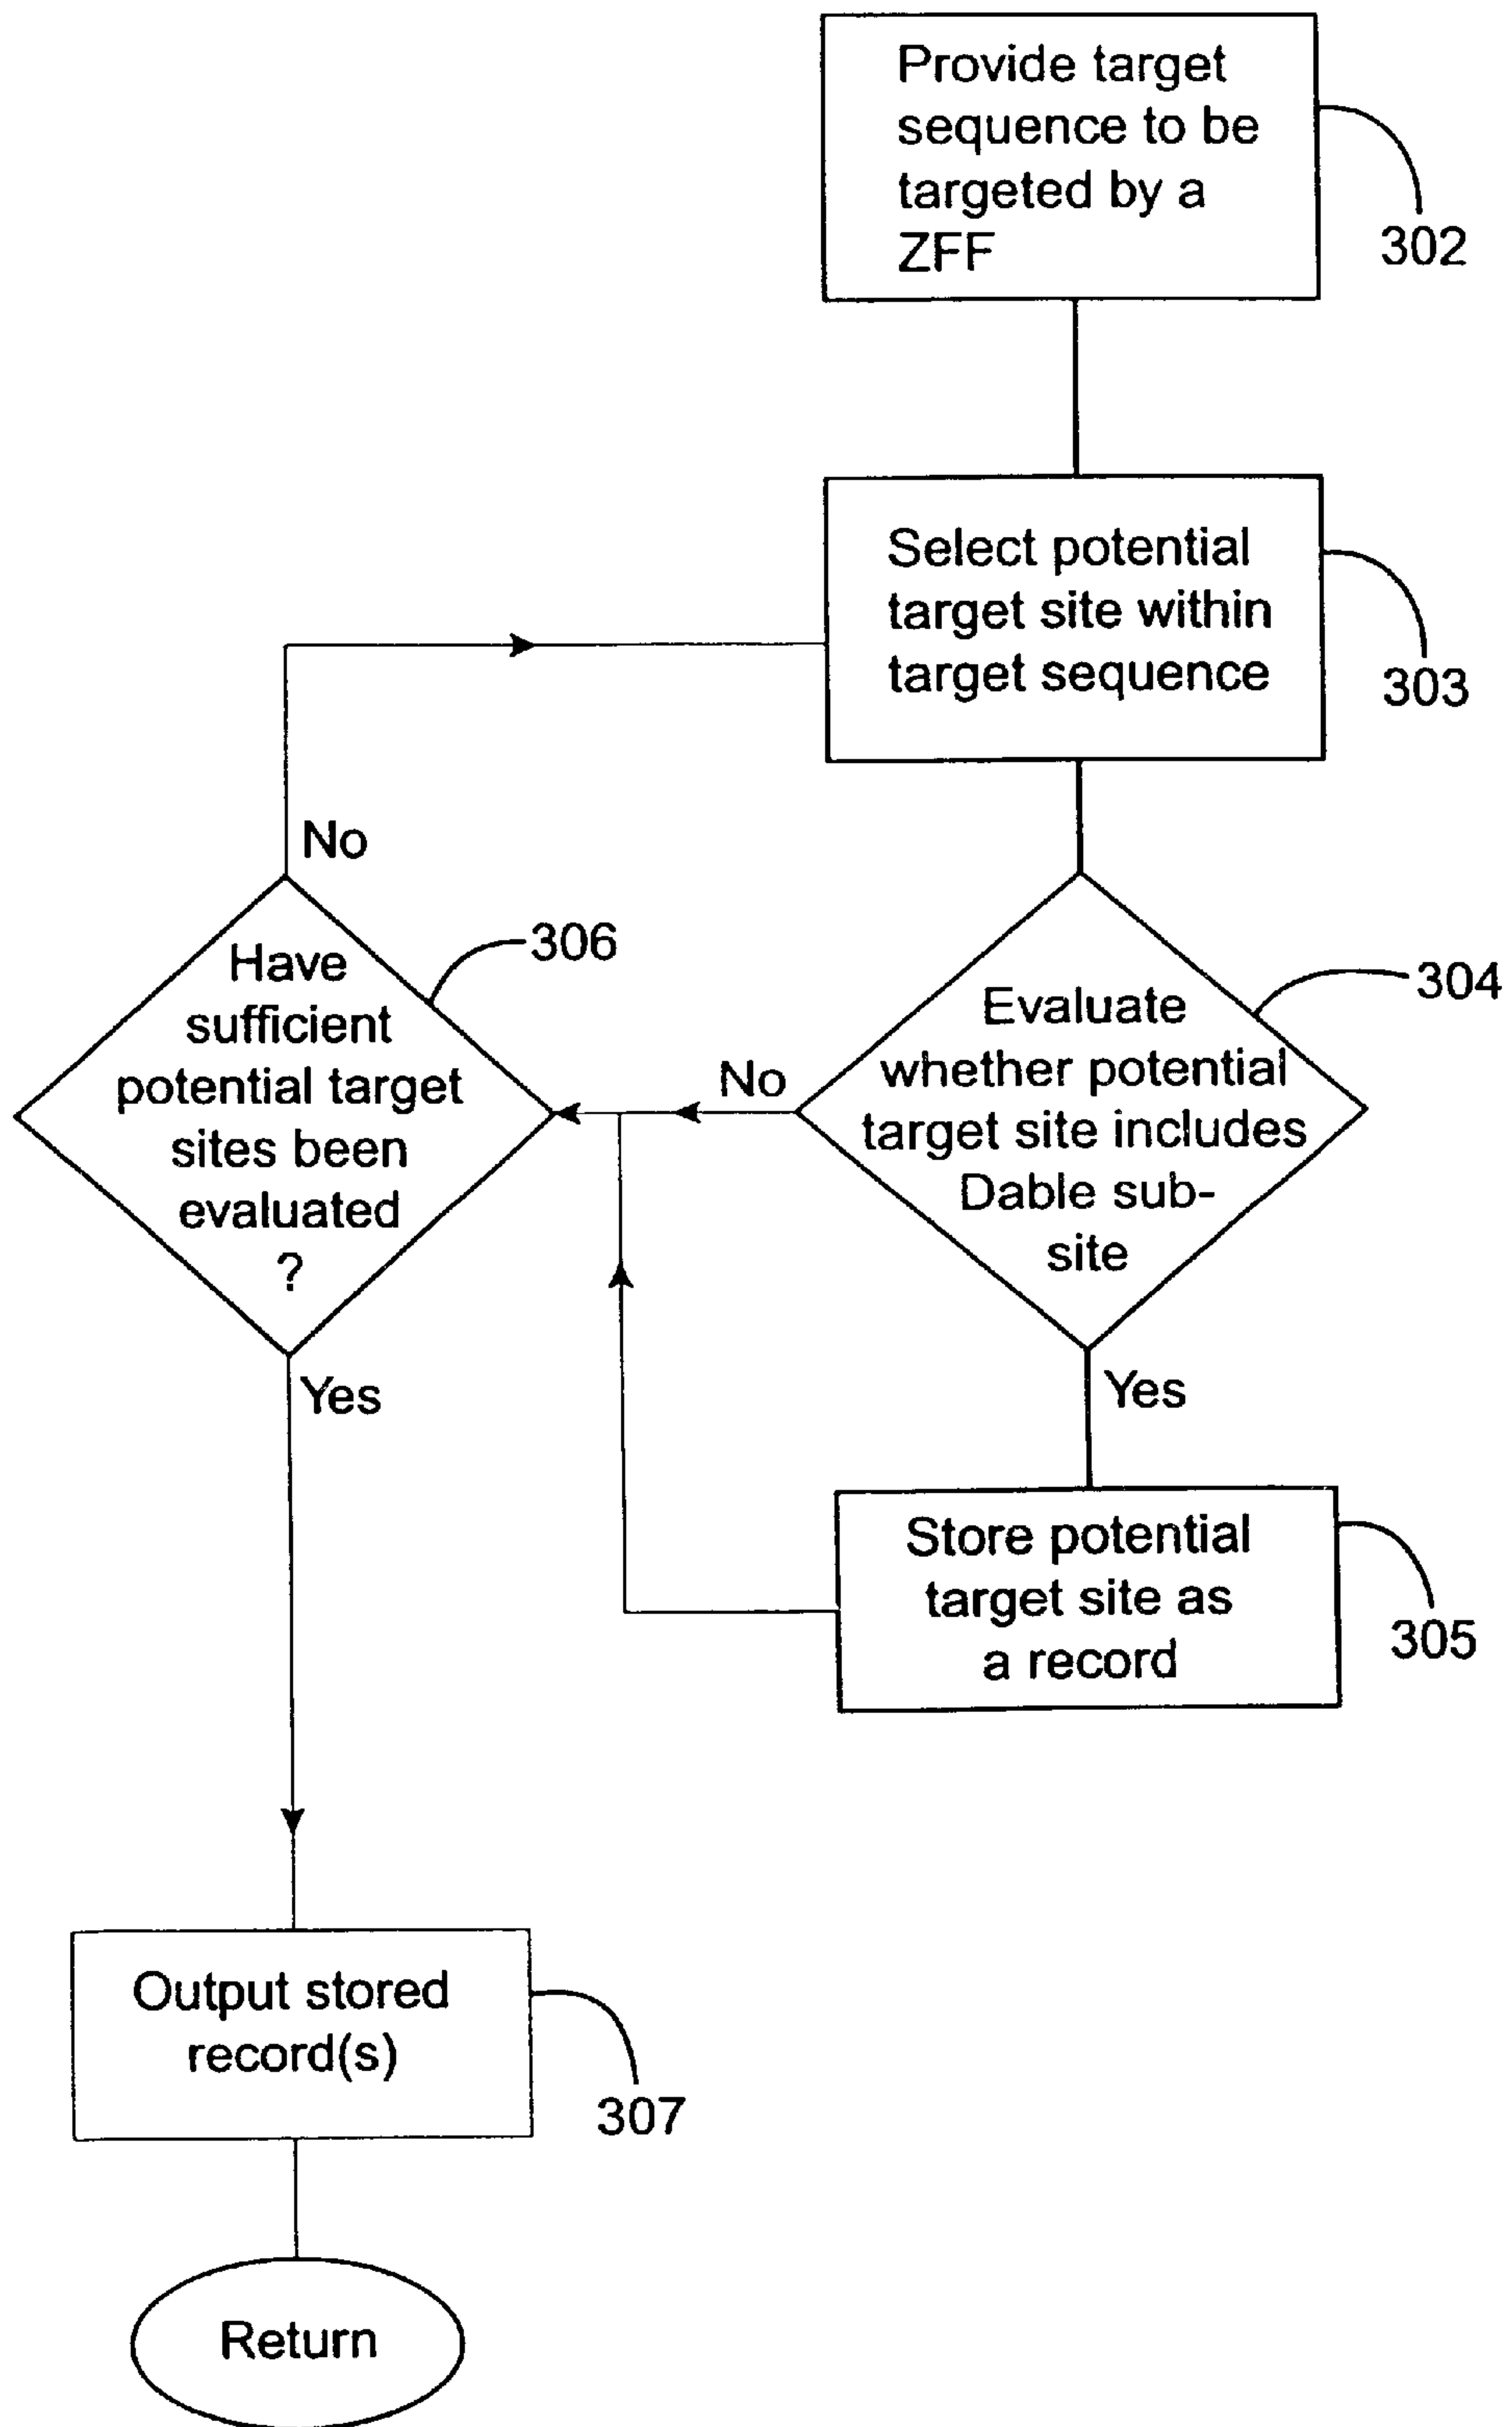 Provide target
sequence to be
targeted by a
ZFF
302
Select potential
target site within
target sequence
303
No
Have
sufficient
potential target
sites been
evaluated
?
306
Yes
Evaluate
whether potential
target site includes
Dable sub-
site
304
No
Yes
Store potential
target site as
a record
305
Output stored
record(s)
307
Return